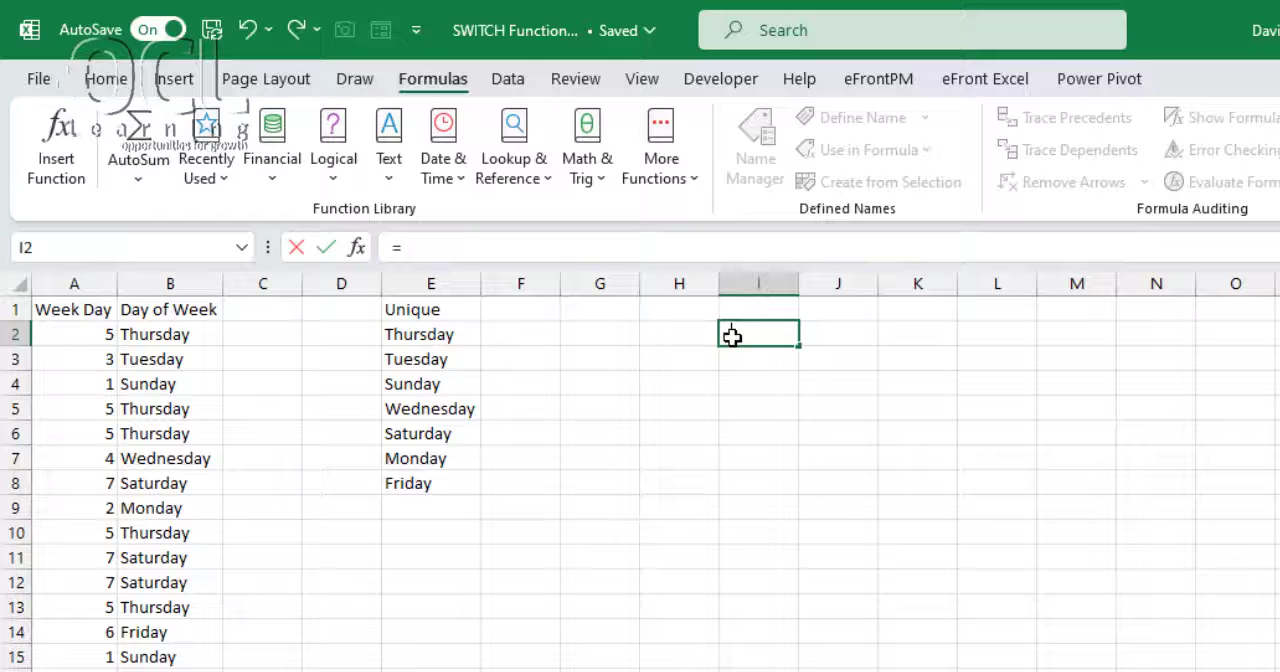 AutoSave On SWITCH Function... • Saved Search Davi
File Home Insert Page Layout Draw Formulas Data Review View Developer Help eFrontPM eFront Excel Power Pivot
OCL
e a r n i n g
opportunities for growth
Insert Function
AutoSum
Recently Used
Financial
Logical
Text
Date & Time
Lookup & Reference
Math & Trig
More Functions
Function Library
Name Manager
Define Name
Use in Formula
Create from Selection
Defined Names
Trace Precedents
Trace Dependents
Remove Arrows
Show Formula
Error Checking
Evaluate Form
Formula Auditing
I2 fx =
A B C D E F G H I J K L M N O
1 Week Day Day of Week Unique
2 5 Thursday Thursday
3 3 Tuesday Tuesday
4 1 Sunday Sunday
5 5 Thursday Wednesday
6 5 Thursday Saturday
7 4 Wednesday Monday
8 7 Saturday Friday
9 2 Monday
10 5 Thursday
11 7 Saturday
12 7 Saturday
13 5 Thursday
14 6 Friday
15 1 Sunday